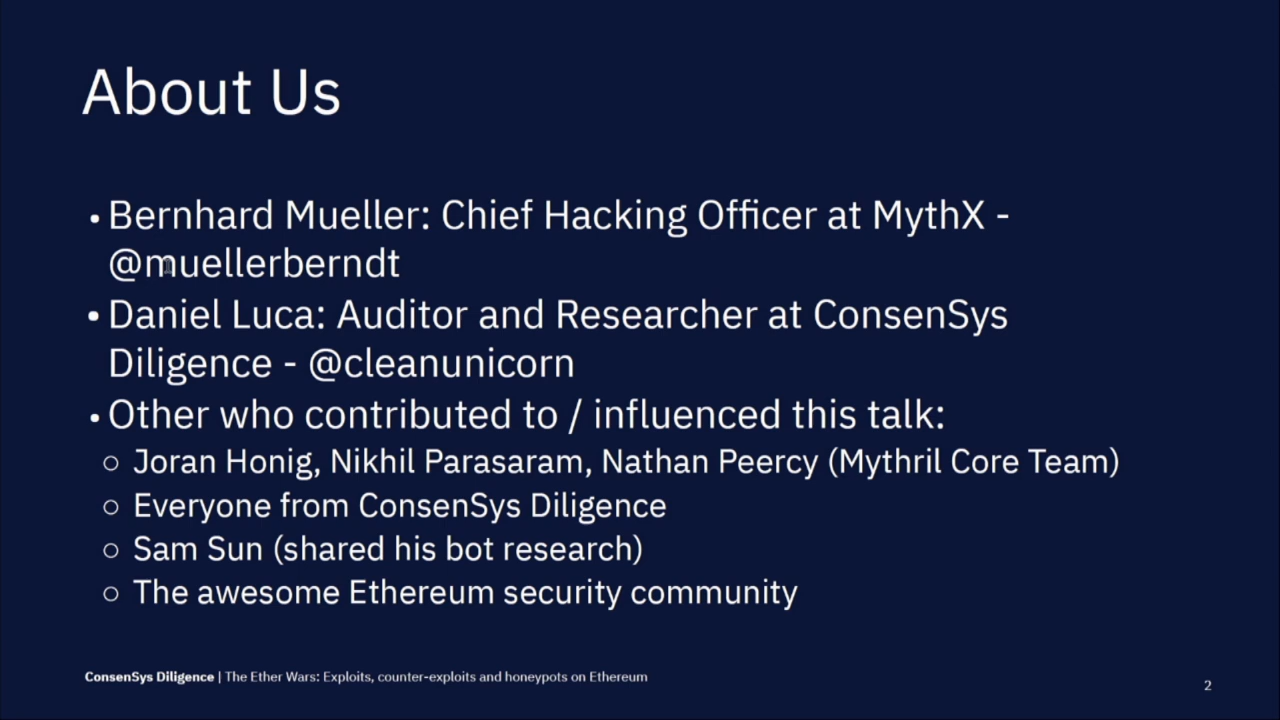 About Us
• Bernhard Mueller: Chief Hacking Officer at MythX -
@muellerberndt
• Daniel Luca: Auditor and Researcher at ConsenSys
Diligence - @cleanunicorn
• Other who contributed to / influenced this talk:
○ Joran Honig, Nikhil Parasaram, Nathan Peercy (Mythril Core Team)
○ Everyone from ConsenSys Diligence
○ Sam Sun (shared his bot research)
○ The awesome Ethereum security community
ConsenSys Diligence | The Ether Wars: Exploits, counter-exploits and honeypots on Ethereum
2